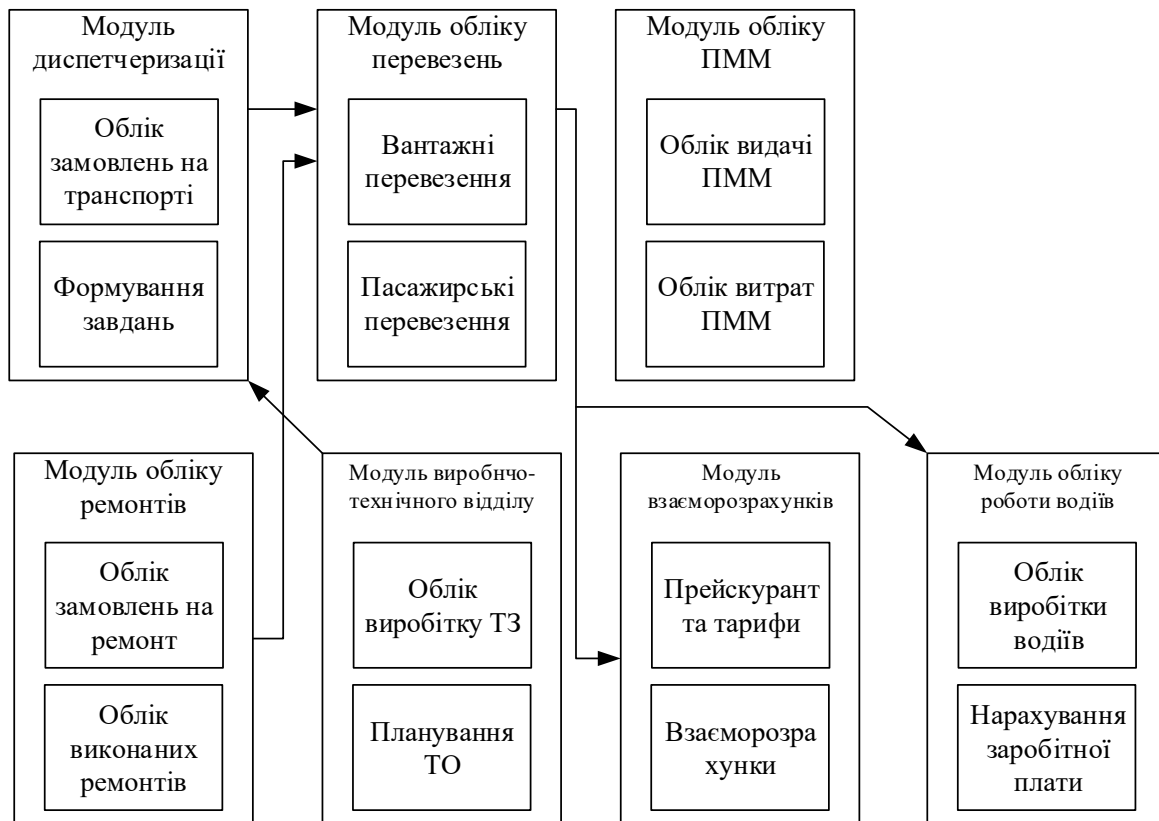 Модуль
диспетчеризації
Облік
замовлень на
транспорті
Формування
завдань
Модуль обліку
перевезень
Вантажні
перевезення
Пасажирські
перевезення
Модуль обліку
ПММ
Облік видачі
ПММ
Облік витрат
ПММ
Модуль обліку
ремонтів
Облік
замовлень на
ремонт
Облік
виконаних
ремонтів
Модуль виробнчо-
технічного відділу
Облік
виробітку ТЗ
Планування
ТО
Модуль
взаєморозрахунків
Прейскурант
та тарифи
Взаєморозра
хунки
Модуль обліку
роботи водіїв
Облік
виробітки
водіїв
Нарахування
заробітної
плати